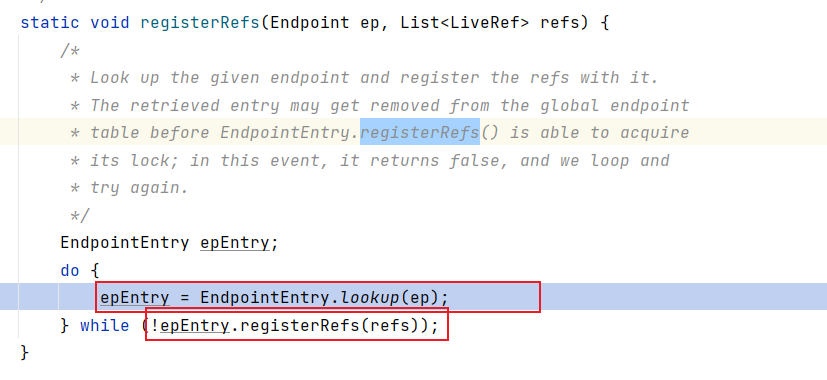 static void registerRefs(Endpoint ep, List<LiveRef> refs) {
/*
* Look up the given endpoint and register the refs with it.
* The retrieved entry may get removed from the global endpoint
* table before EndpointEntry.registerRefs() is able to acquire
* its lock; in this event, it returns false, and we loop and
* try again.
*/
EndpointEntry epEntry;
do {
epEntry = EndpointEntry.lookup(ep);
} while (!epEntry.registerRefs(refs));
}